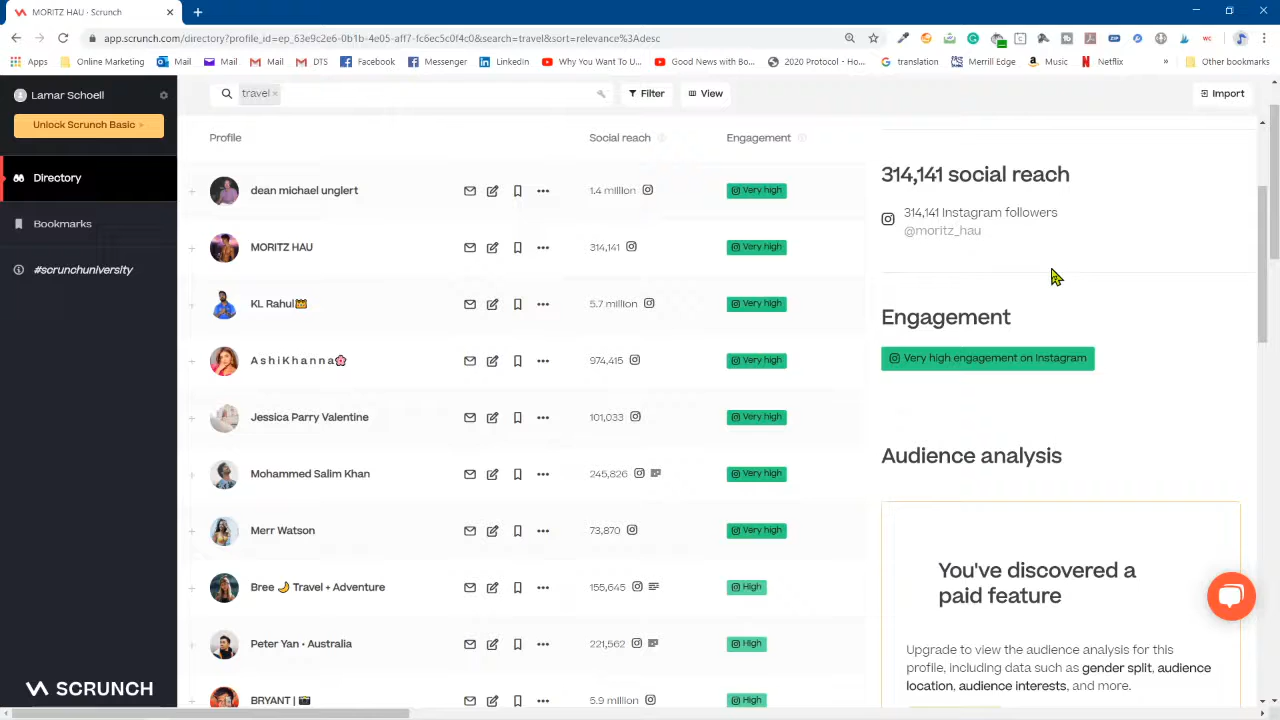 MORITZ HAU · Scrunch
app.scrunch.com/directory?profile_id=ep_63e9c2e6-0b1b-4e05-aff7-fc6ec5c0f4c0&search=travel&sort=relevance%3Adesc
Apps Online Marketing Mail Mail Mail DTS Facebook Messenger LinkedIn Why You Want To U... Good News with Bo... 2020 Protocol - Ho... translation Merrill Edge Music Netflix » Other bookmarks
Lamar Schoell
Unlock Scrunch Basic >
Directory
Bookmarks
#scrunchuniversity
SCRUNCH
travel ×
Filter
View
Import
Profile Social reach Engagement
dean michael unglert 1.4 million Very high
MORITZ HAU 314,141 Very high
KL Rahul 5.7 million Very high
A s h i K h a n n a 974,415 Very high
Jessica Parry Valentine 101,033 Very high
Mohammed Salim Khan 245,826 Very high
Merr Watson 73,870 Very high
Bree 🌙 Travel + Adventure 155,645 High
Peter Yan • Australia 221,562 High
BRYANT | 📸 5.9 million High
314,141 social reach
314,141 Instagram followers
@moritz_hau
Engagement
Very high engagement on Instagram
Audience analysis
You've discovered a
paid feature
Upgrade to view the audience analysis for this
profile, including data such as gender split, audience
location, audience interests, and more.